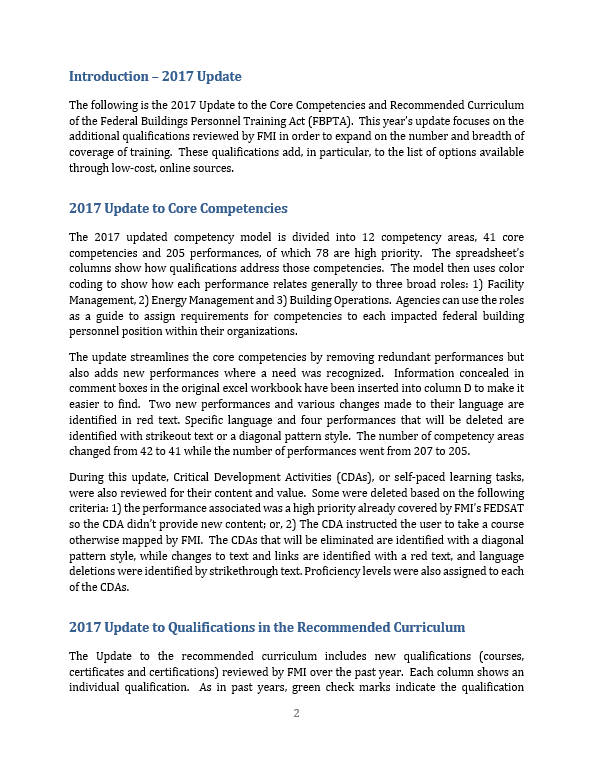 Introduction – 2017 Update
The following is the 2017 Update to the Core Competencies and Recommended Curriculum
of the Federal Buildings Personnel Training Act (FBPTA).  This year's update focuses on the
additional qualifications reviewed by FMI in order to expand on the number and breadth of
coverage of training.  These qualifications add, in particular, to the list of options available
through low-cost, online sources.
2017 Update to Core Competencies
The 2017 updated competency model is divided into 12 competency areas, 41 core
competencies and 205 performances, of which 78 are high priority.  The spreadsheet's
columns show how qualifications address those competencies.  The model then uses color
coding to show how each performance relates generally to three broad roles: 1) Facility
Management, 2) Energy Management and 3) Building Operations.  Agencies can use the roles
as a guide to assign requirements for competencies to each impacted federal building
personnel position within their organizations.
The update streamlines the core competencies by removing redundant performances but
also adds new performances where a need was recognized.  Information concealed in
comment boxes in the original excel workbook have been inserted into column D to make it
easier to find.  Two new performances and various changes made to their language are
identified in red text. Specific language and four performances that will be deleted are
identified with strikeout text or a diagonal pattern style.  The number of competency areas
changed from 42 to 41 while the number of performances went from 207 to 205.
During this update, Critical Development Activities (CDAs), or self-paced learning tasks,
were also reviewed for their content and value.  Some were deleted based on the following
criteria: 1) the performance associated was a high priority already covered by FMI's FEDSAT
so the CDA didn't provide new content; or, 2) The CDA instructed the user to take a course
otherwise mapped by FMI.  The CDAs that will be eliminated are identified with a diagonal
pattern style, while changes to text and links are identified with a red text, and language
deletions were identified by strikethrough text. Proficiency levels were also assigned to each
of the CDAs.
2017 Update to Qualifications in the Recommended Curriculum
The Update to the recommended curriculum includes new qualifications (courses,
certificates and certifications) reviewed by FMI over the past year.  Each column shows an
individual qualification.  As in past years, green check marks indicate the qualification
2